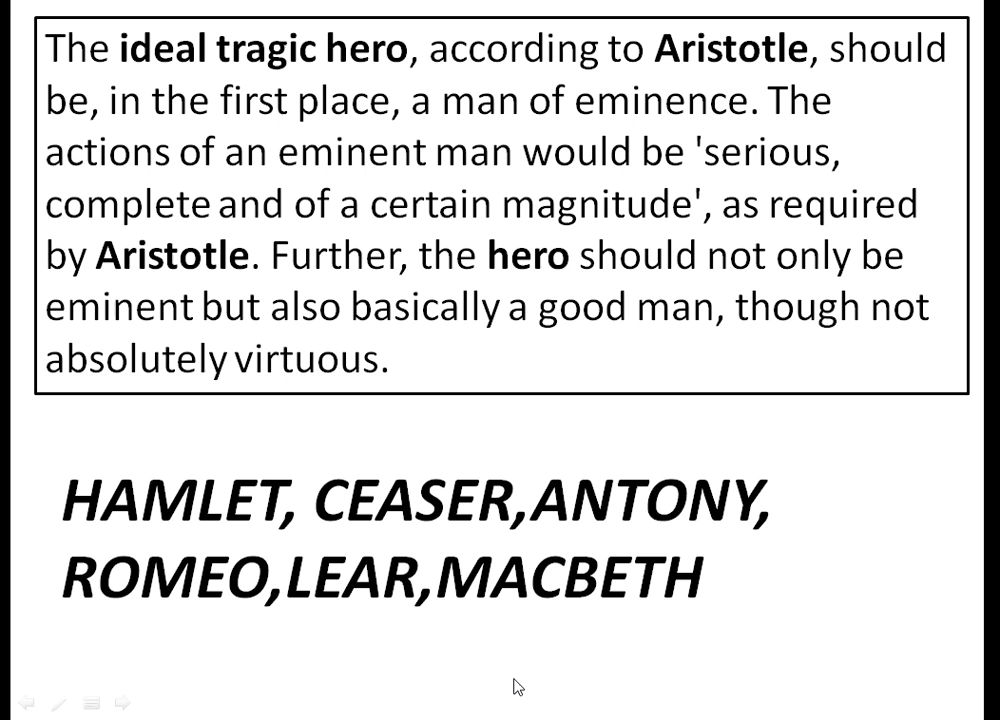 The ideal tragic hero, according to Aristotle, should
be, in the first place, a man of eminence. The
actions of an eminent man would be 'serious,
complete and of a certain magnitude', as required
by Aristotle. Further, the hero should not only be
eminent but also basically a good man, though not
absolutely virtuous.
HAMLET, CEASER,ANTONY,
ROMEO,LEAR,MACBETH